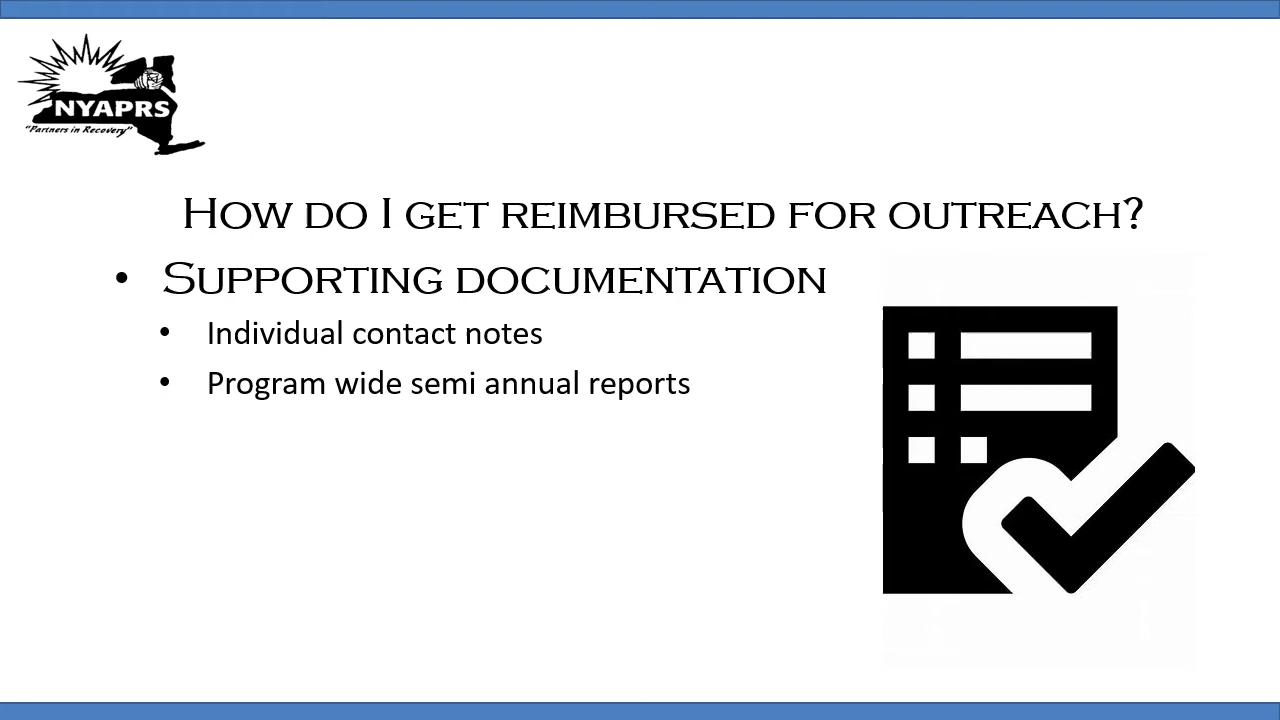 NYAPRS
"Partners in Recovery"
How do I get reimbursed for outreach?
• Supporting documentation
• Individual contact notes
• Program wide semi annual reports